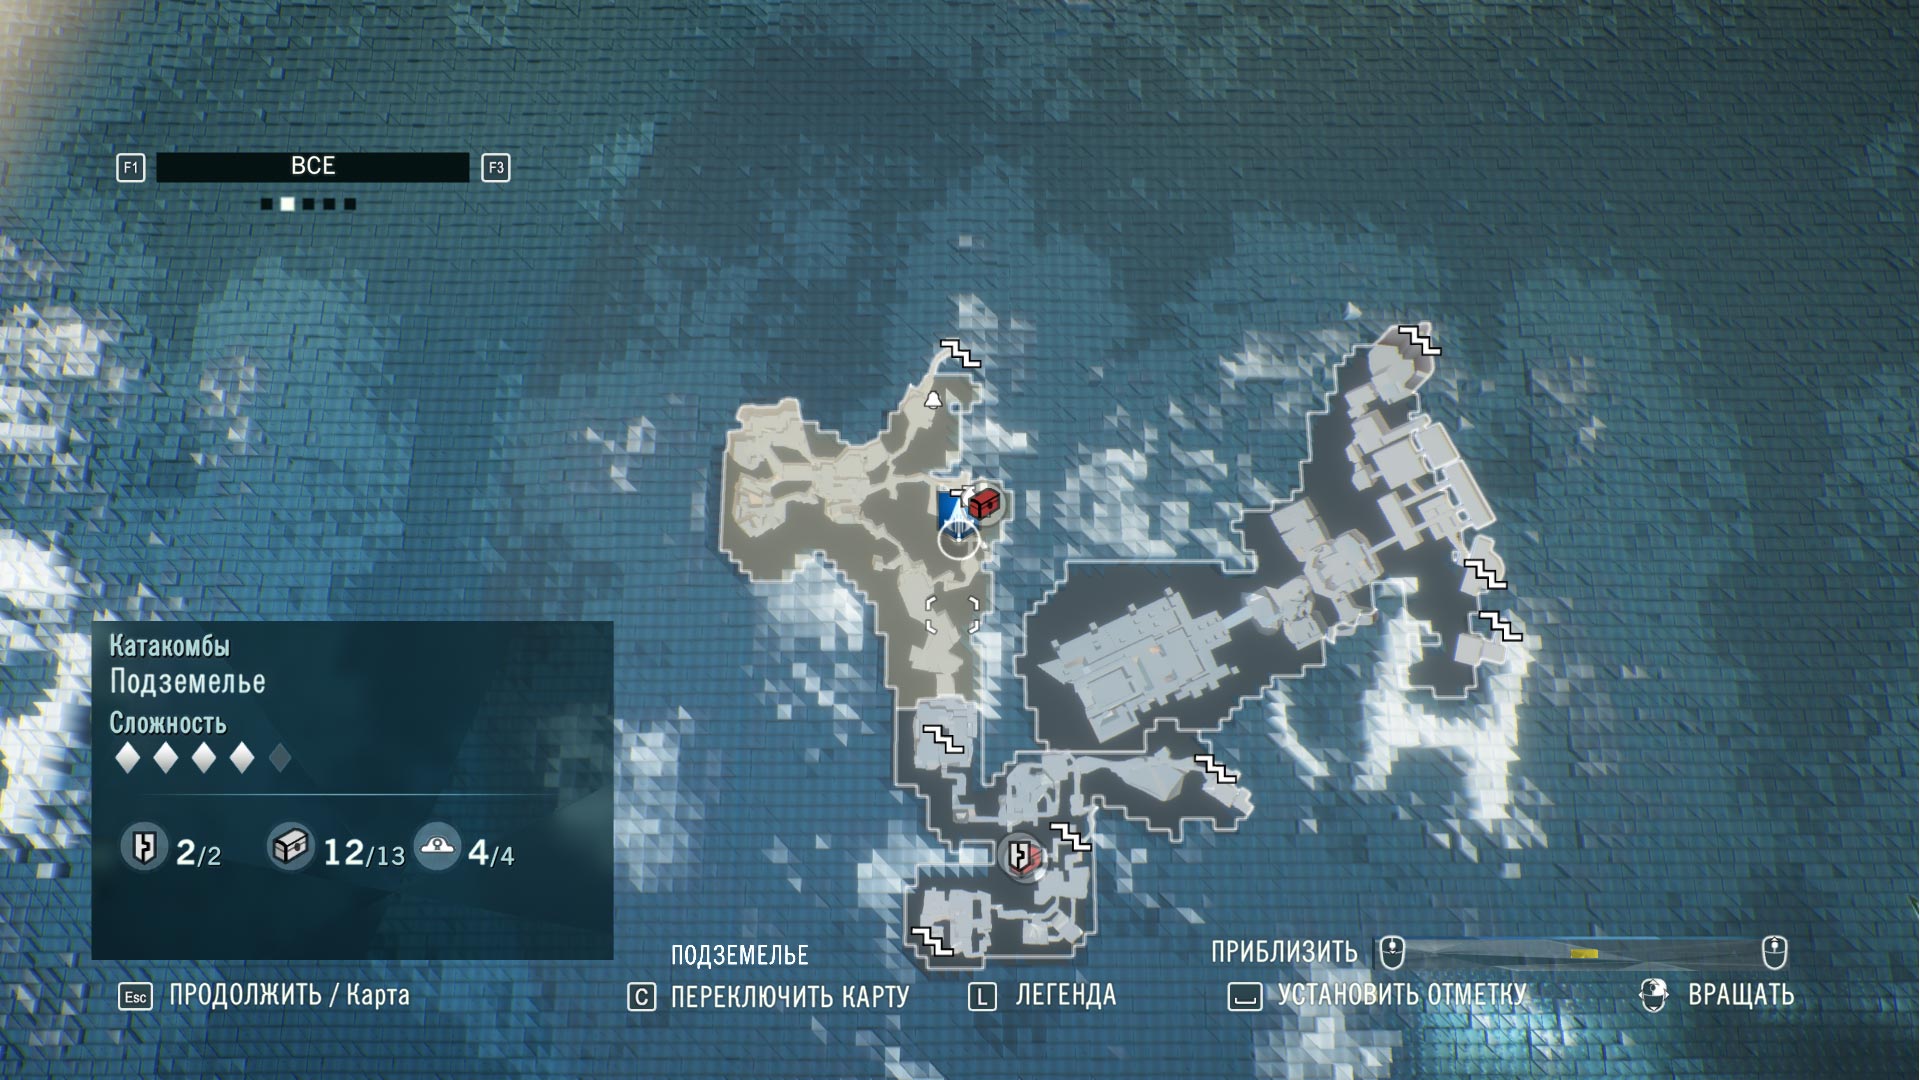 F1 ВСЕ F3
Катакомбы
Подземелье
Сложность
2/2 12/13 4/4
ПОДЗЕМЕЛЬЕ
ПРИБЛИЗИТЬ
Esc ПРОДОЛЖИТЬ / Карта
C ПЕРЕКЛЮЧИТЬ КАРТУ
L ЛЕГЕНДА
УСТАНОВИТЬ ОТМЕТКУ
ВРАЩАТЬ